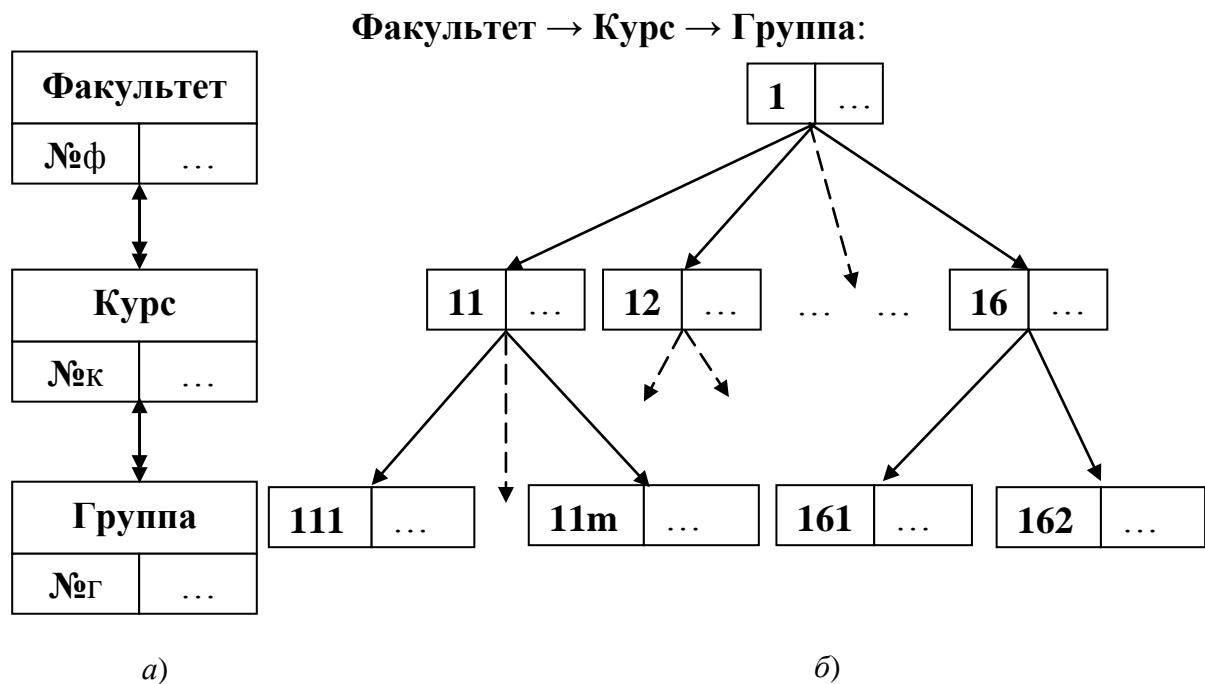 Факультет → Курс → Группа:
Факультет
№ф …
Курс
№к …
Группа
№г …
1 …
11 … 12 … … … 16 …
111 … 11m … 161 … 162 …
а) б)